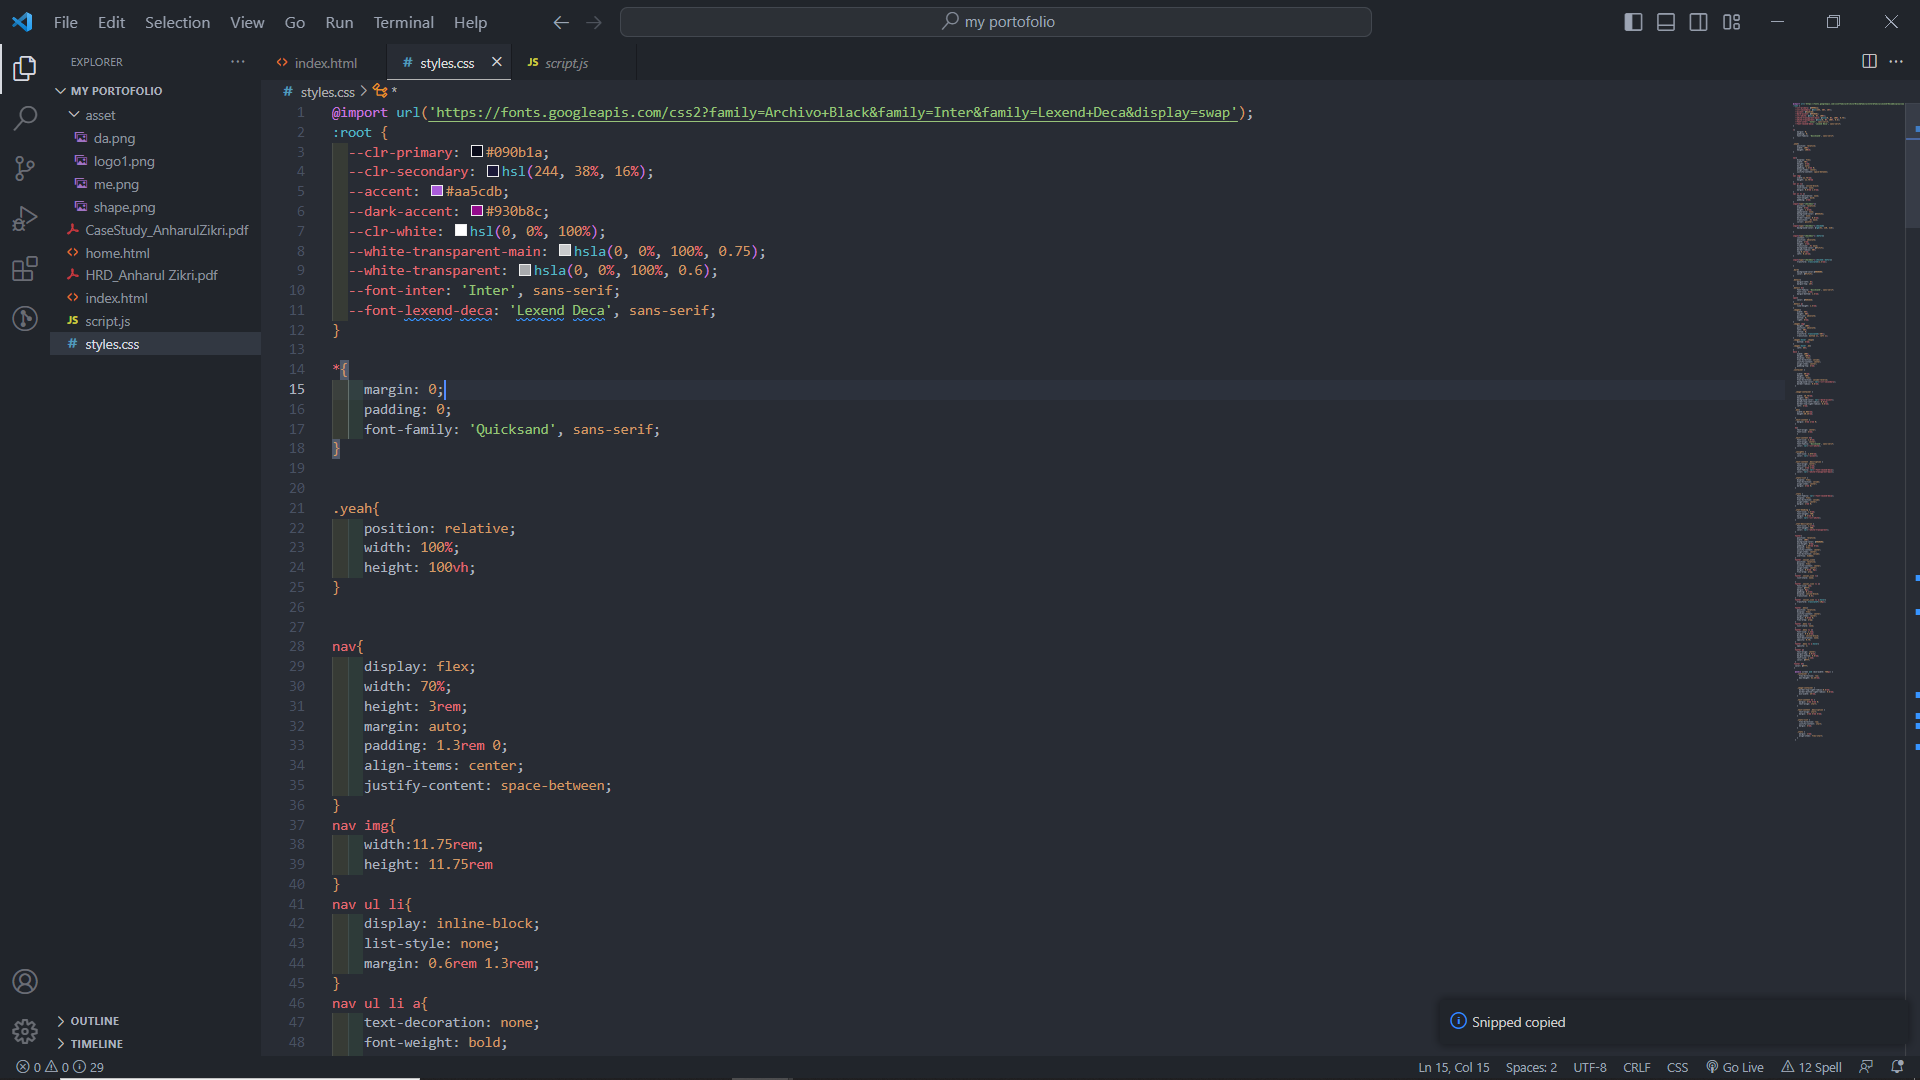 File Edit Selection View Go Run Terminal Help
my portofolio
EXPLORER
MY PORTOFOLIO
asset
da.png
logo1.png
me.png
shape.png
CaseStudy_AnharulZikri.pdf
home.html
HRD_Anharul Zikri.pdf
index.html
JS script.js
# styles.css
OUTLINE
TIMELINE
index.html # styles.css JS script.js
# styles.css > *
1 @import url('https://fonts.googleapis.com/css2?family=Archivo+Black&family=Inter&family=Lexend+Deca&display=swap');
2 :root {
3 --clr-primary: #090b1a;
4 --clr-secondary: hsl(244, 38%, 16%);
5 --accent: #aa5cdb;
6 --dark-accent: #930b8c;
7 --clr-white: hsl(0, 0%, 100%);
8 --white-transparent-main: hsla(0, 0%, 100%, 0.75);
9 --white-transparent: hsla(0, 0%, 100%, 0.6);
10 --font-inter: 'Inter', sans-serif;
11 --font-lexend-deca: 'Lexend Deca', sans-serif;
12 }
13
14 *{
15 margin: 0;
16 padding: 0;
17 font-family: 'Quicksand', sans-serif;
18 }
19
20
21 .yeah{
22 position: relative;
23 width: 100%;
24 height: 100vh;
25 }
26
27
28 nav{
29 display: flex;
30 width: 70%;
31 height: 3rem;
32 margin: auto;
33 padding: 1.3rem 0;
34 align-items: center;
35 justify-content: space-between;
36 }
37 nav img{
38 width:11.75rem;
39 height: 11.75rem
40 }
41 nav ul li{
42 display: inline-block;
43 list-style: none;
44 margin: 0.6rem 1.3rem;
45 }
46 nav ul li a{
47 text-decoration: none;
48 font-weight: bold;
Snipped copied
0 0 29
Ln 15, Col 15 Spaces: 2 UTF-8 CRLF CSS Go Live 12 Spell